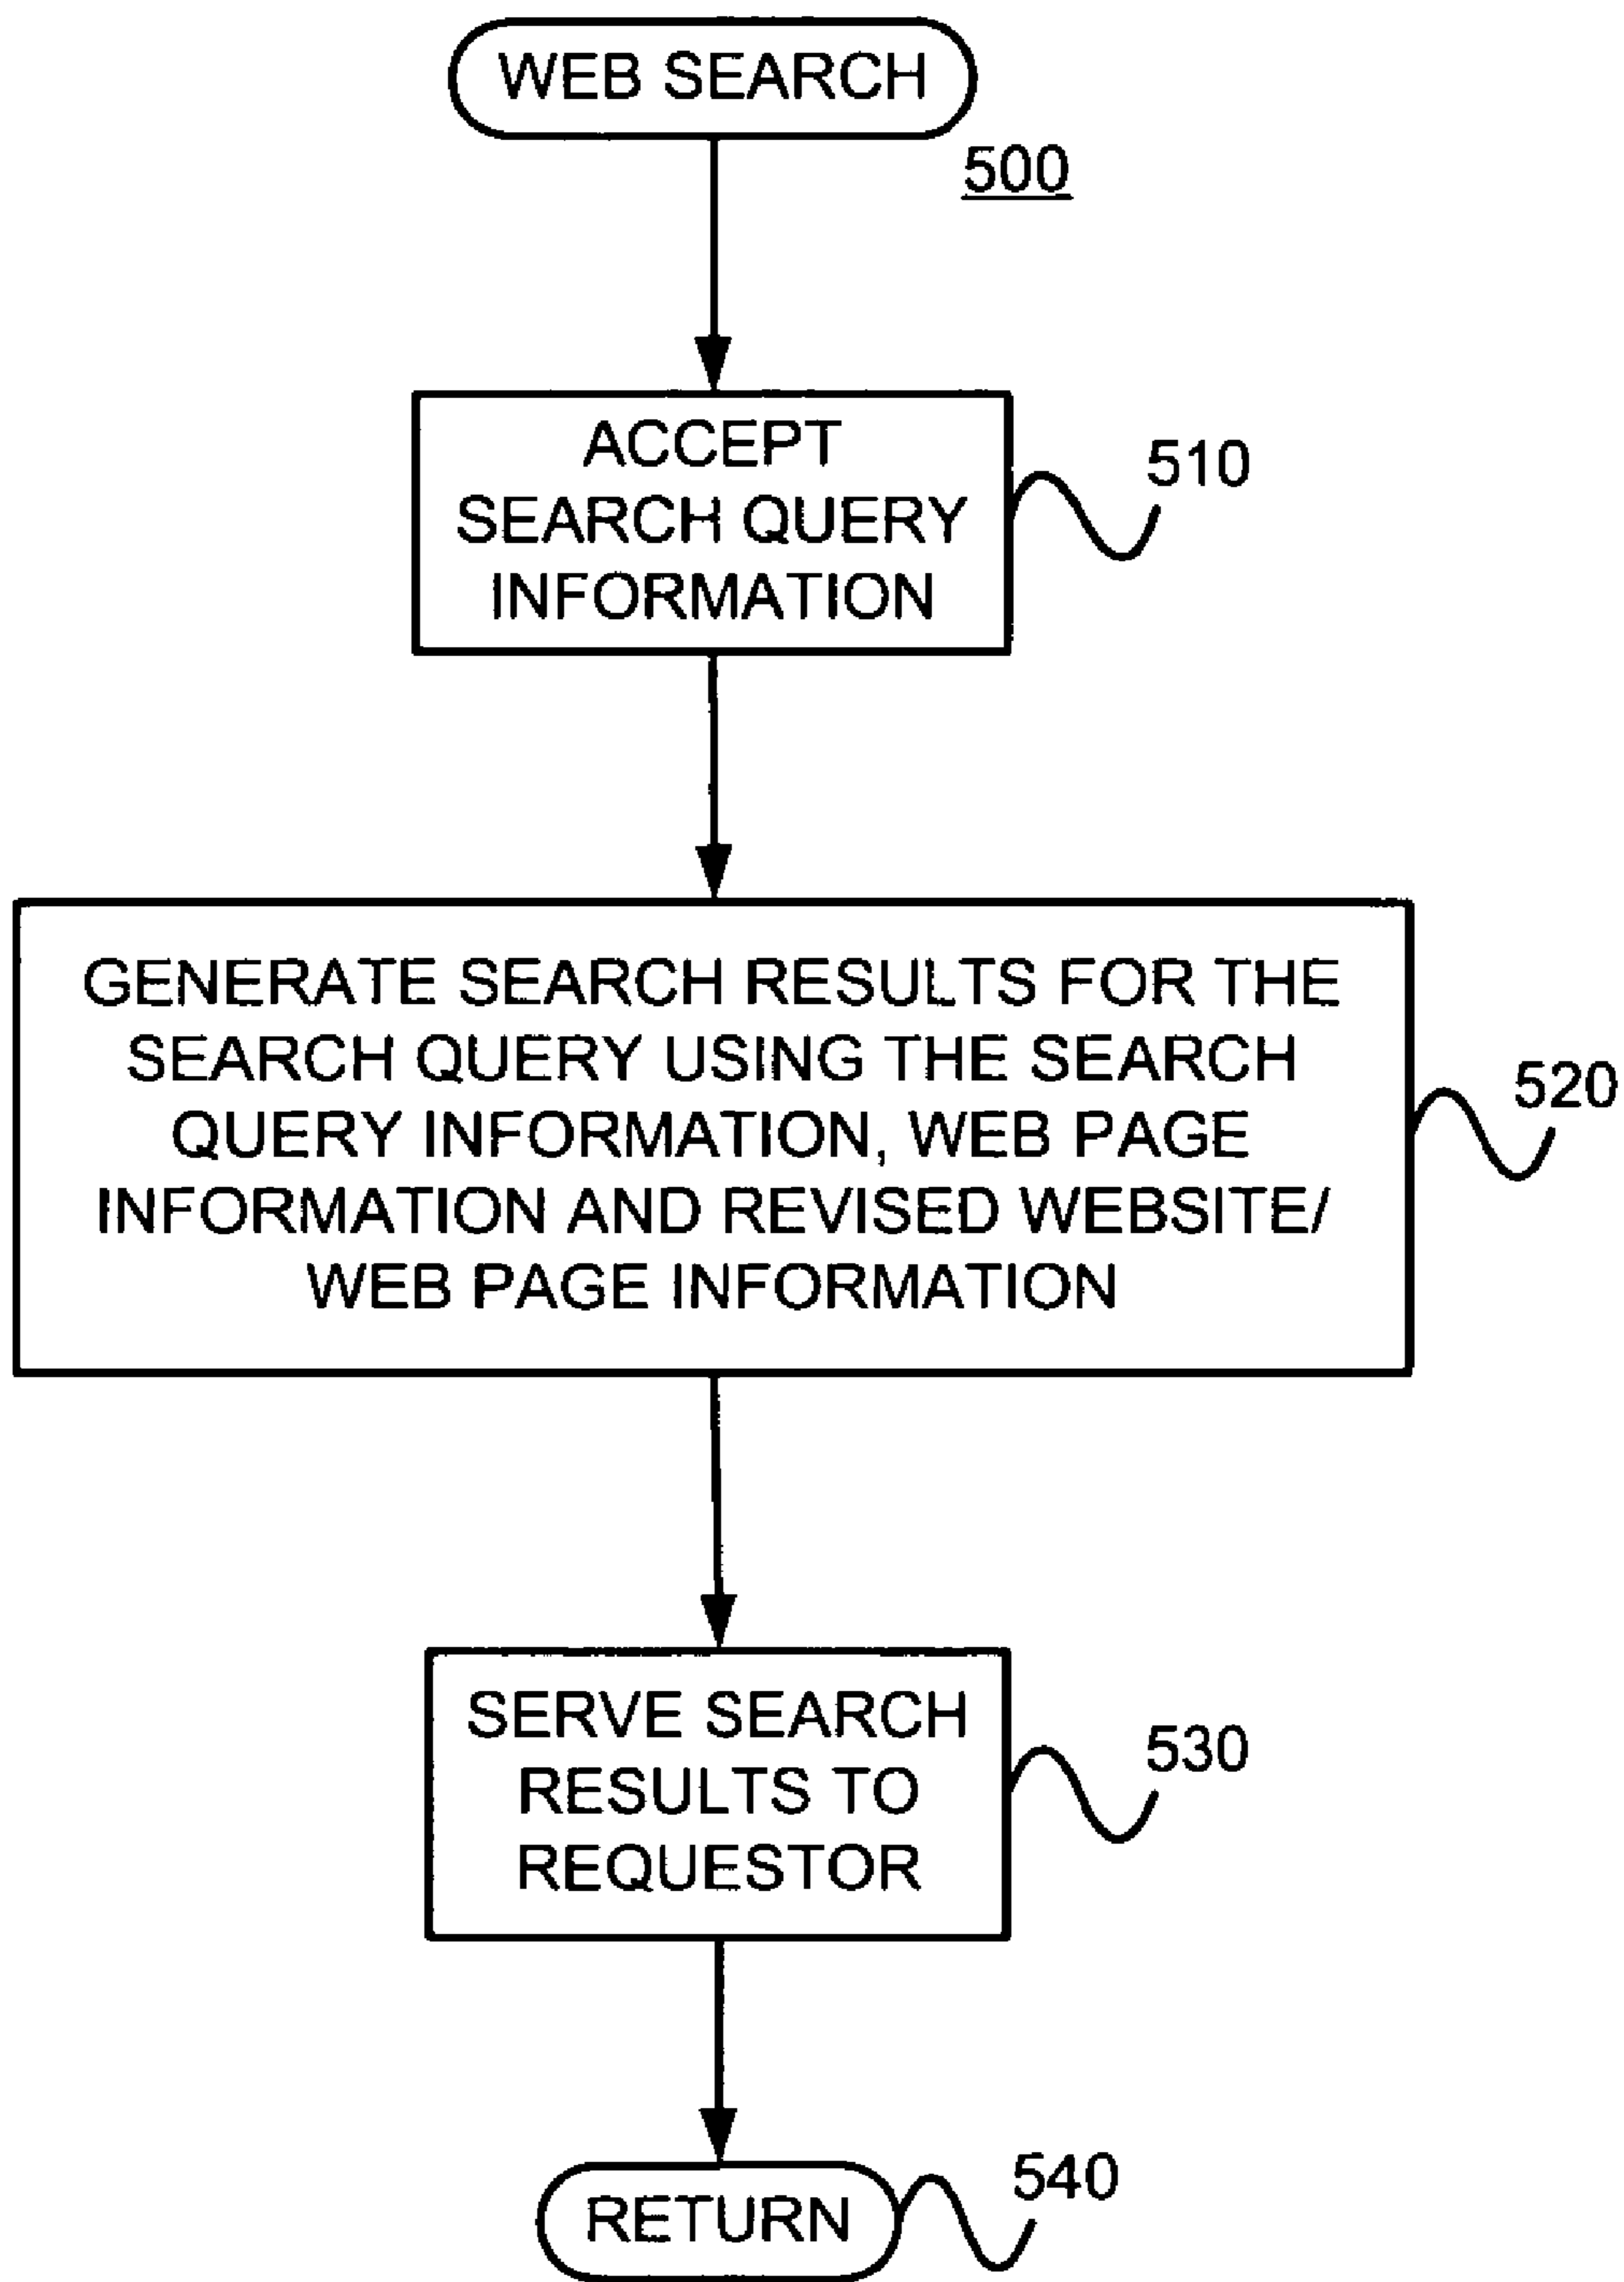 WEB SEARCH
500
ACCEPT
SEARCH QUERY
INFORMATION
510
GENERATE SEARCH RESULTS FOR THE
SEARCH QUERY USING THE SEARCH
QUERY INFORMATION, WEB PAGE
INFORMATION AND REVISED WEBSITE/
WEB PAGE INFORMATION
520
SERVE SEARCH
RESULTS TO
REQUESTOR
530
RETURN
540